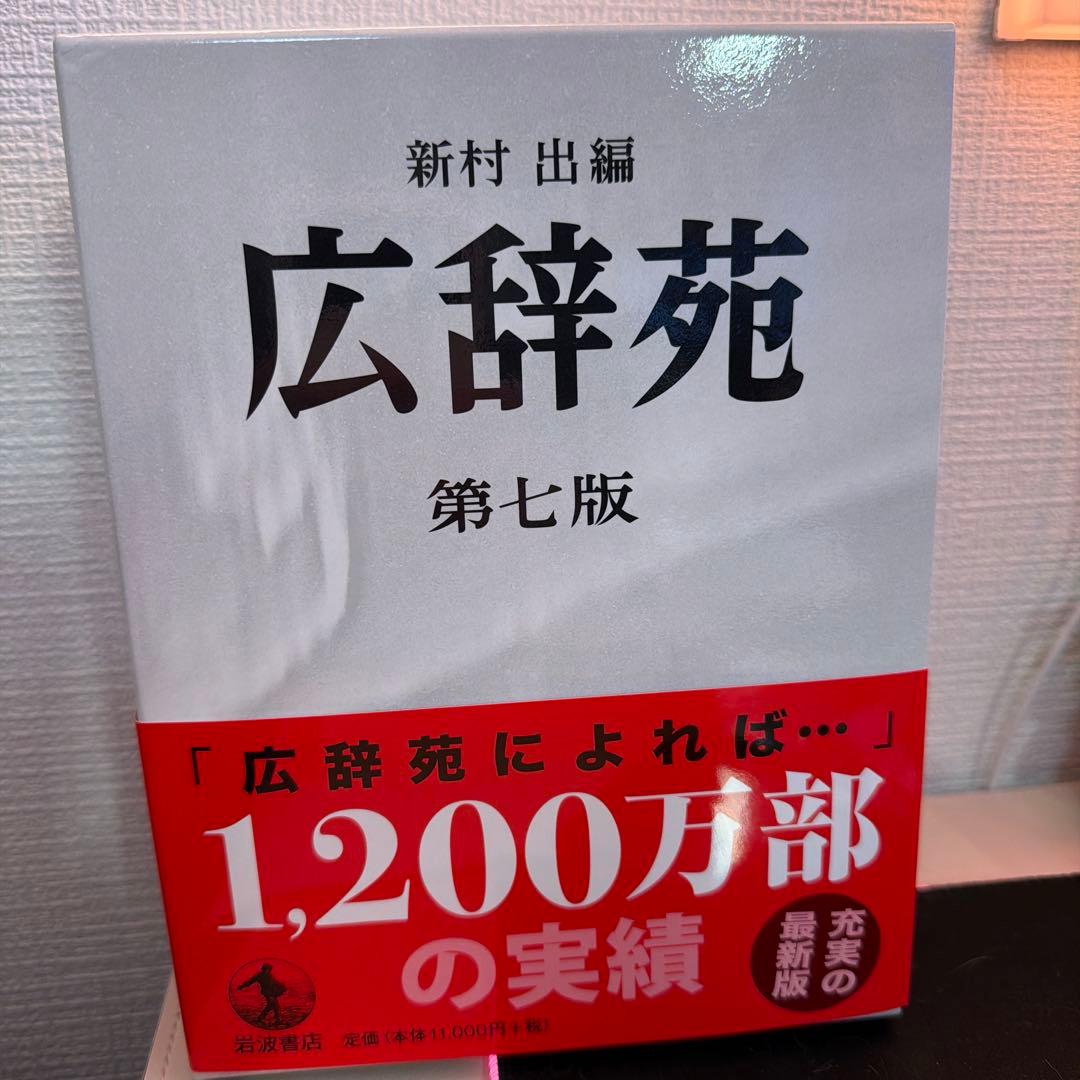 新村 出編
広辞苑
第七版
「広辞苑によれば…」
1,200万部
の実績
充実の
最新版
岩波書店 定価(本体11,000円+税)